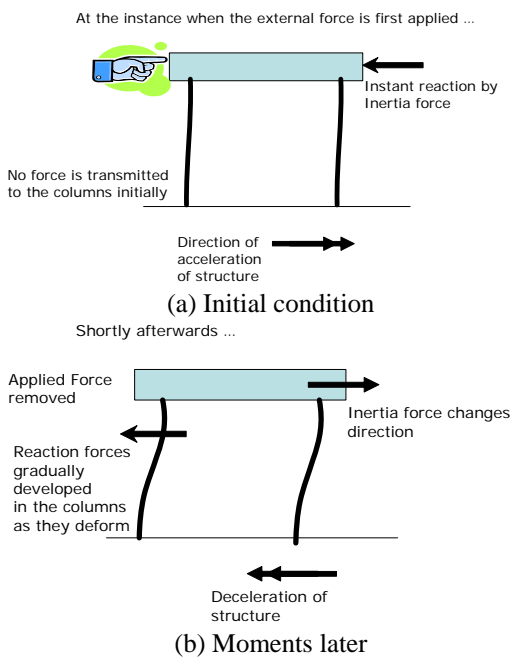 At the instance when the external force is first applied ...
Instant reaction by
Inertia force
No force is transmitted
to the columns initially
Direction of
acceleration
of structure
(a) Initial condition
Shortly afterwards ...
Applied Force
removed
Inertia force changes
direction
Reaction forces
gradually
developed
in the columns
as they deform
Deceleration of
structure
(b) Moments later